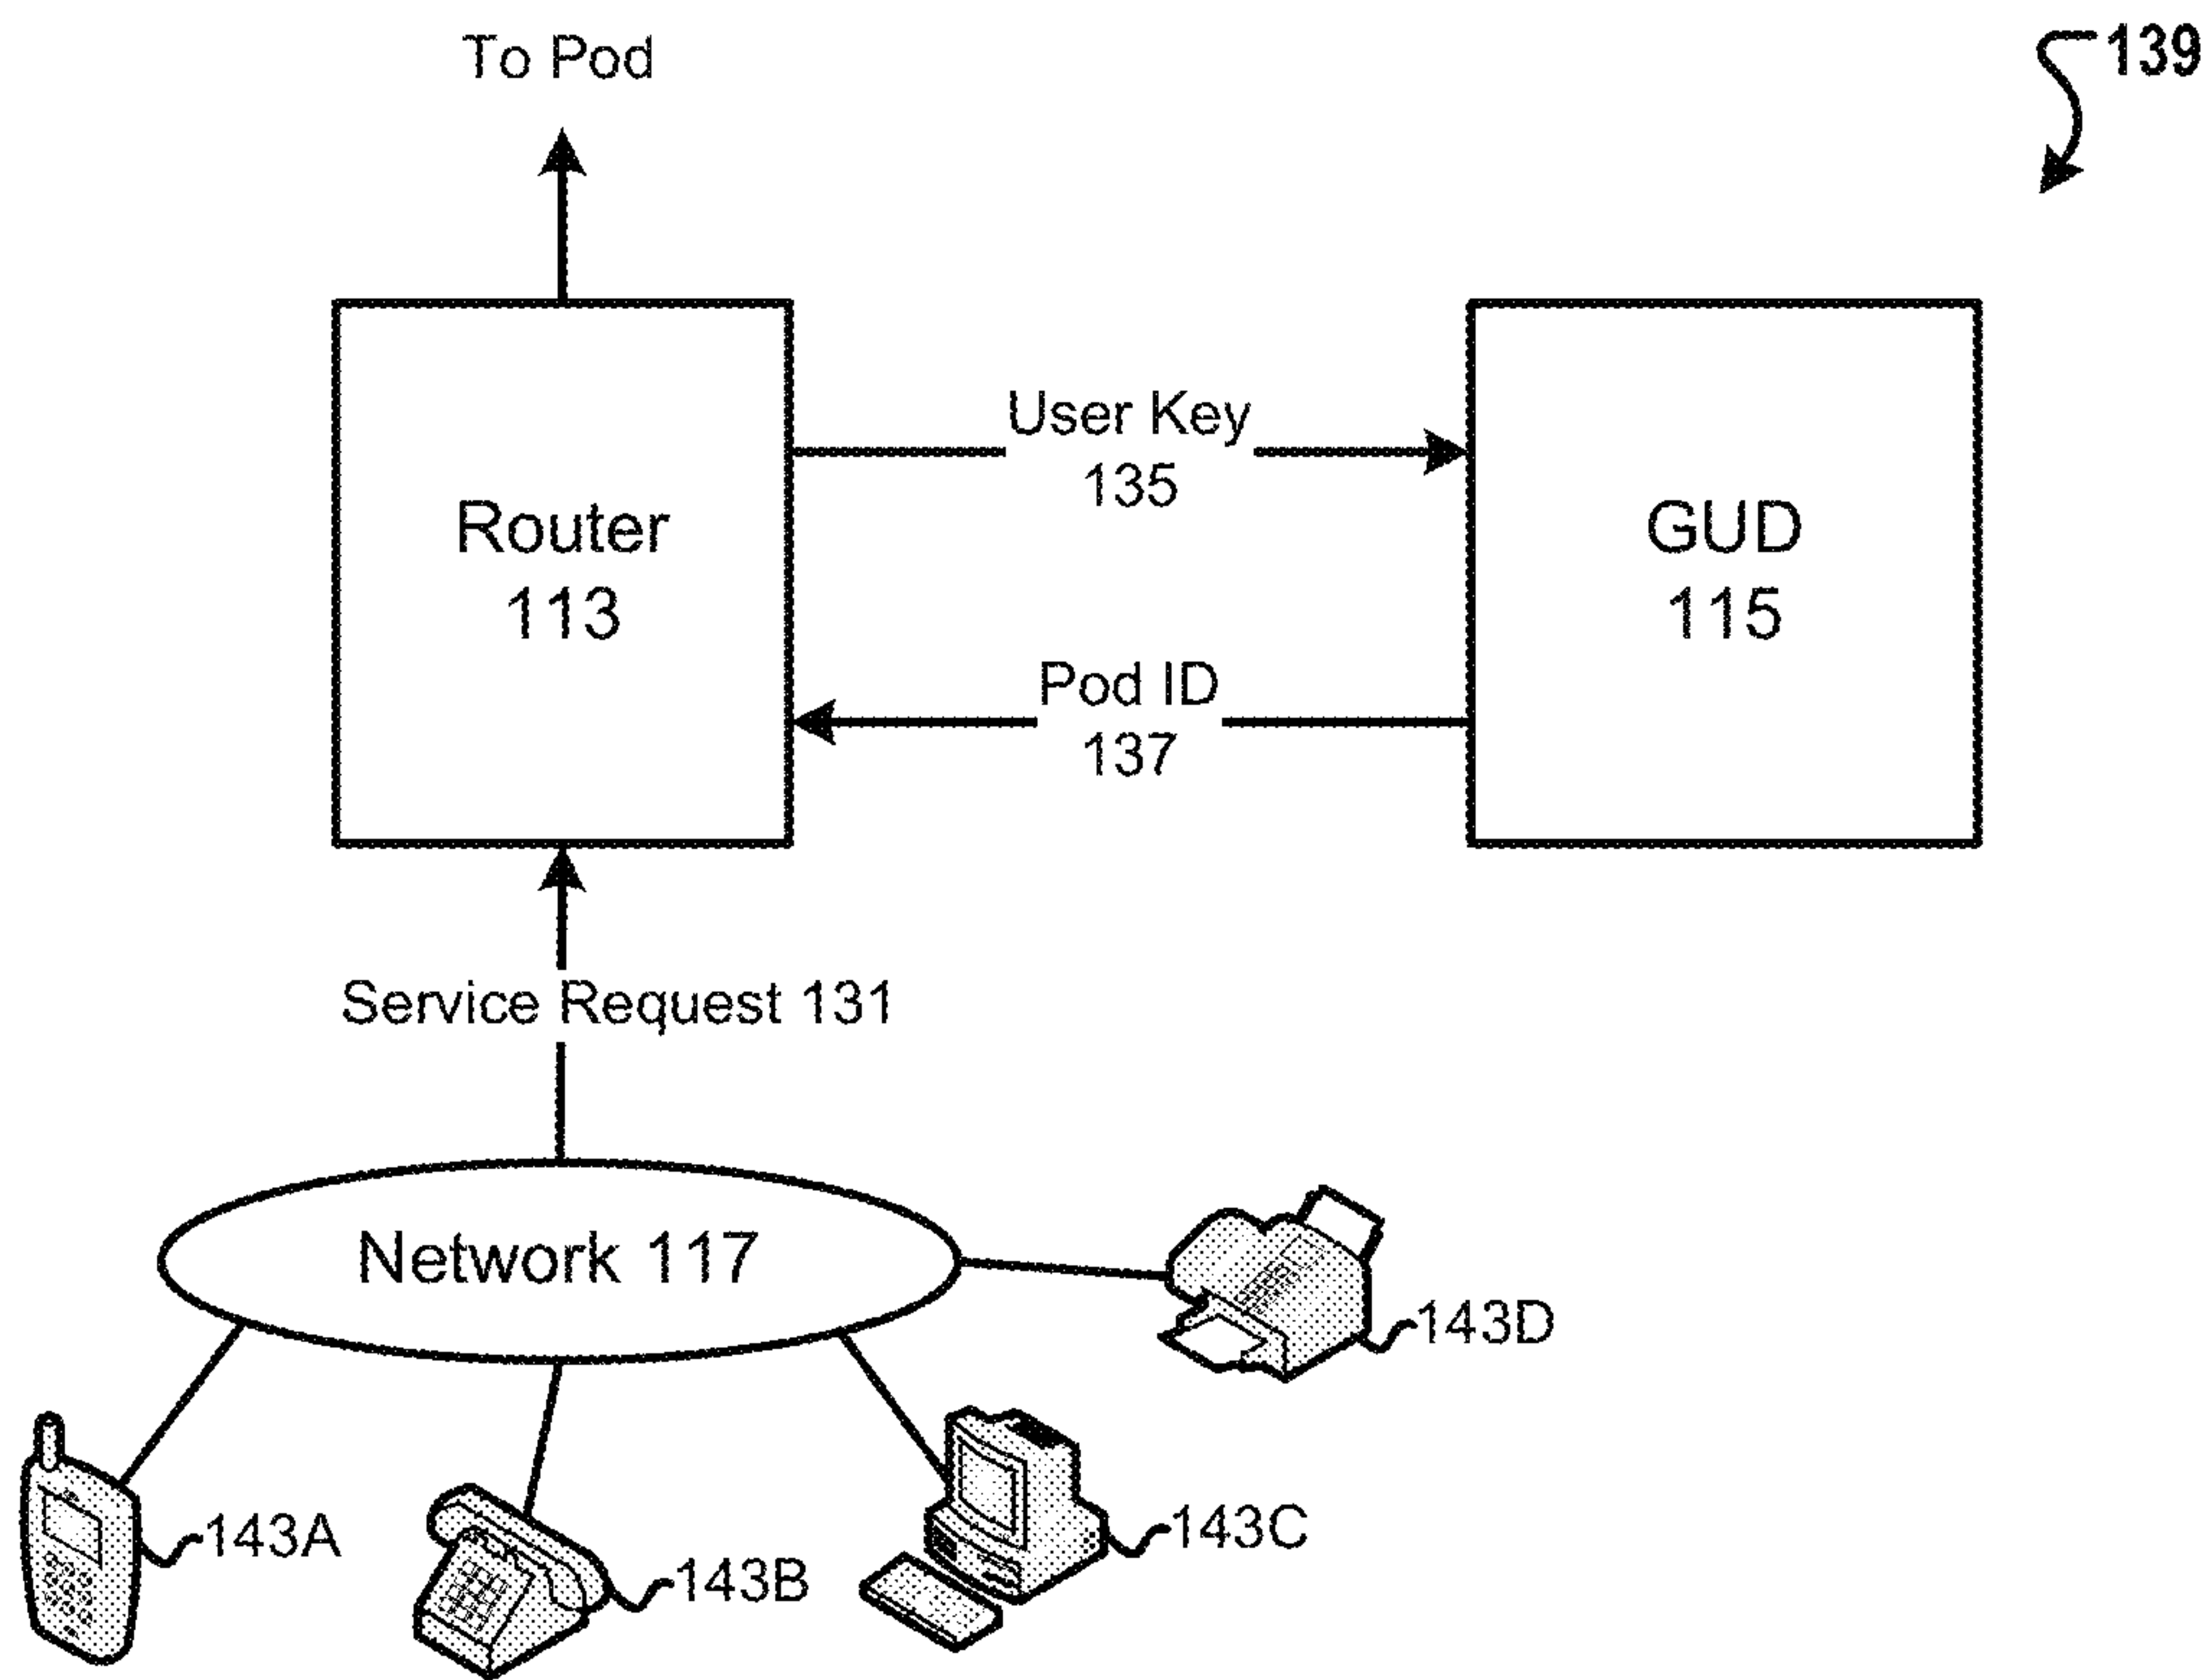 To Pod
139
User Key
135
Router
113
GUD
115
Pod ID
137
Service Request 131
Network 117
143D
143A
143B
143C